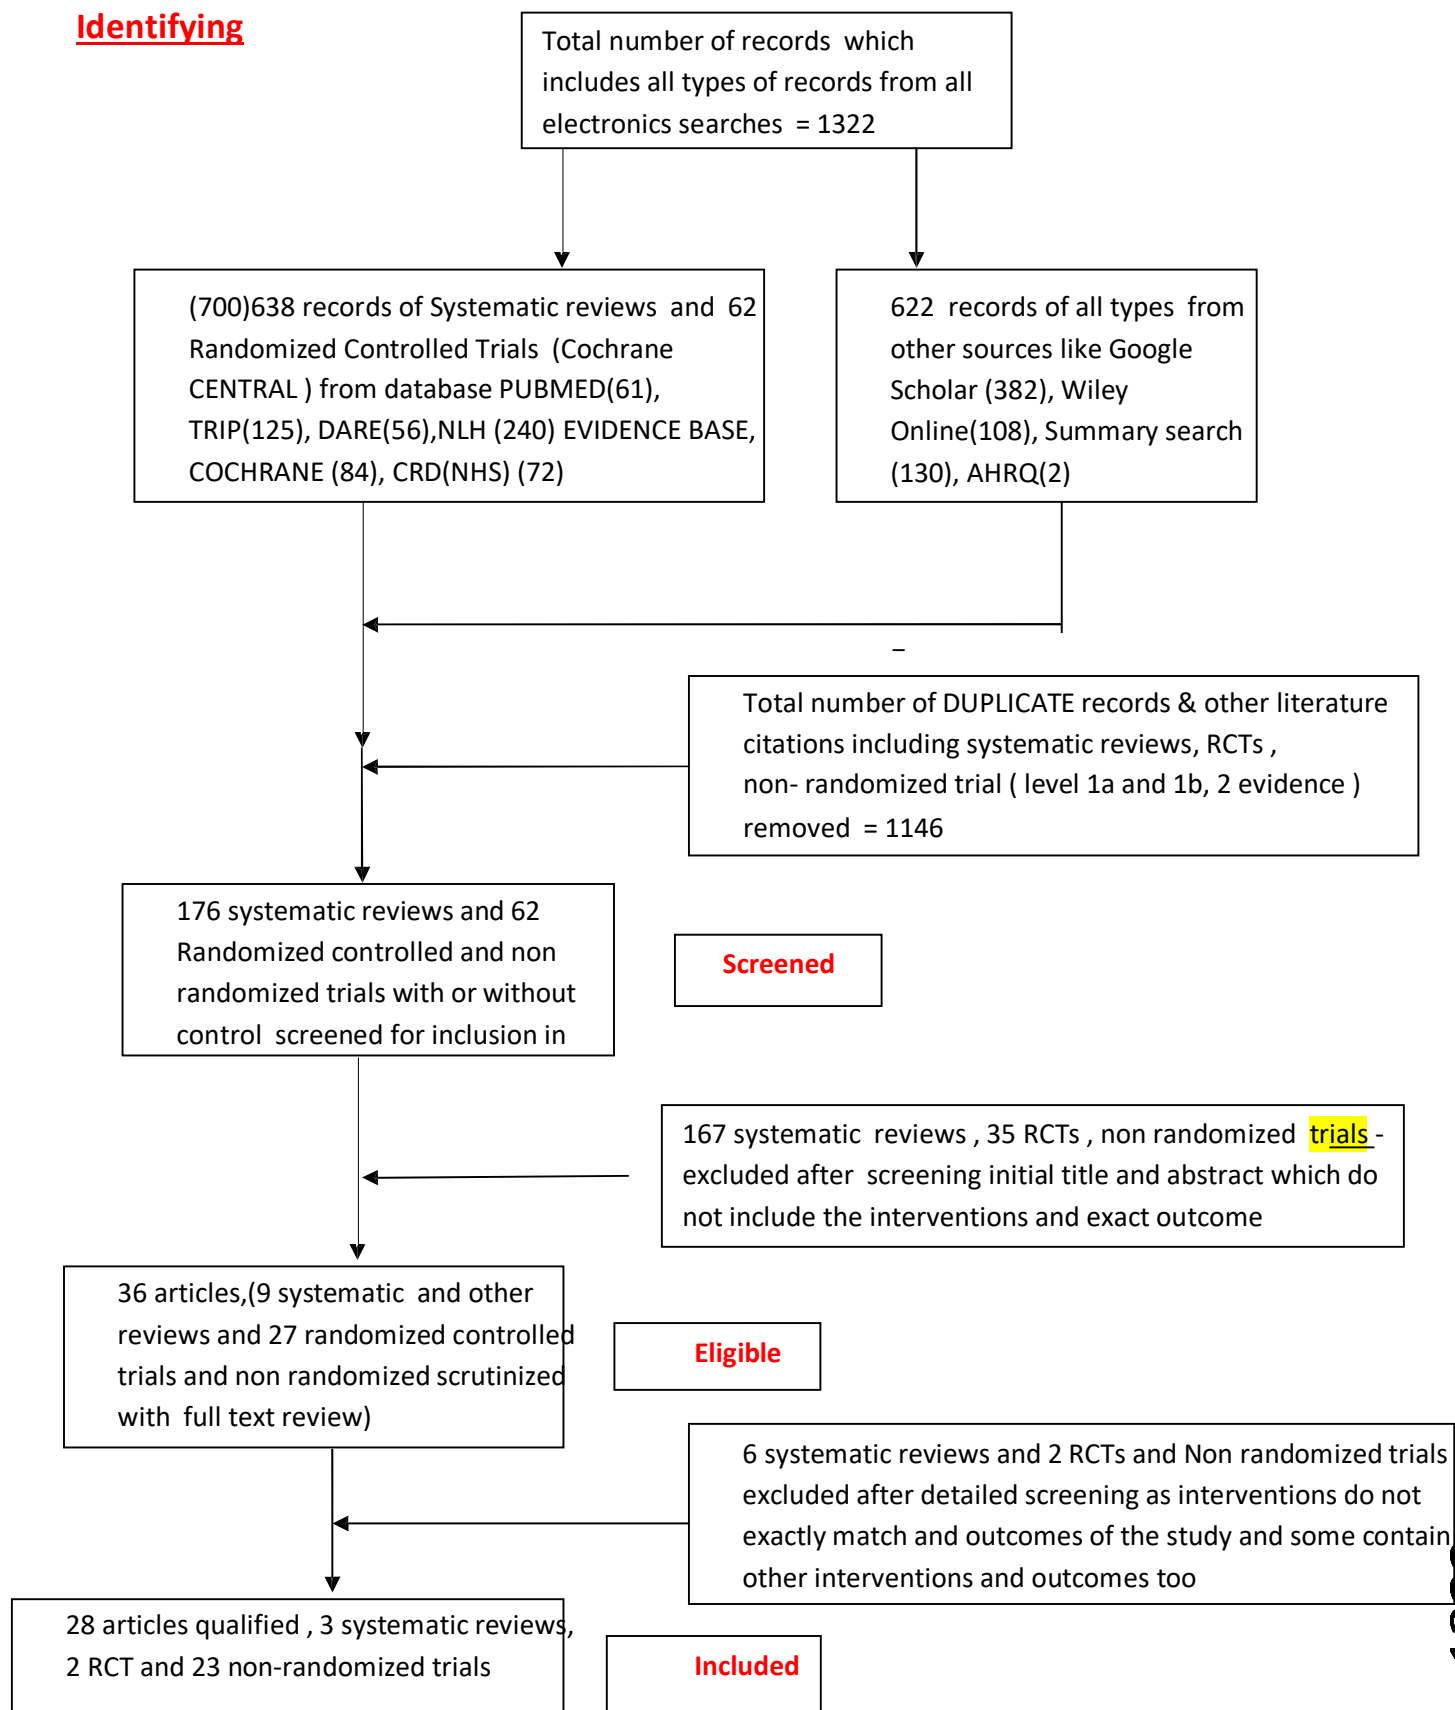 Identifying
Total number of records which
includes all types of records from all
electronics searches = 1322
(700)638 records of Systematic reviews and 62
Randomized Controlled Trials (Cochrane
CENTRAL ) from database PUBMED(61),
TRIP(125), DARE(56),NLH (240) EVIDENCE BASE,
COCHRANE (84), CRD(NHS) (72)
622 records of all types from
other sources like Google
Scholar (382), Wiley
Online(108), Summary search
(130), AHRQ(2)
Total number of DUPLICATE records & other literature
citations including systematic reviews, RCTs ,
non- randomized trial ( level 1a and 1b, 2 evidence )
removed = 1146
176 systematic reviews and 62
Randomized controlled and non
randomized trials with or without
control screened for inclusion in
Screened
167 systematic reviews , 35 RCTs , non randomized trials -
excluded after screening initial title and abstract which do
not include the interventions and exact outcome
36 articles,(9 systematic and other
reviews and 27 randomized controlled
trials and non randomized scrutinized
with full text review)
Eligible
6 systematic reviews and 2 RCTs and Non randomized trials
excluded after detailed screening as interventions do not
exactly match and outcomes of the study and some contain
other interventions and outcomes too
28 articles qualified , 3 systematic reviews,
2 RCT and 23 non-randomized trials
Included